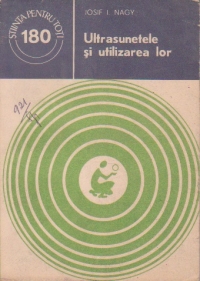 ȘTIINȚA PENTRU TOȚI
180
IOSIF I. NAGY
Ultrasunetele
și utilizarea lor